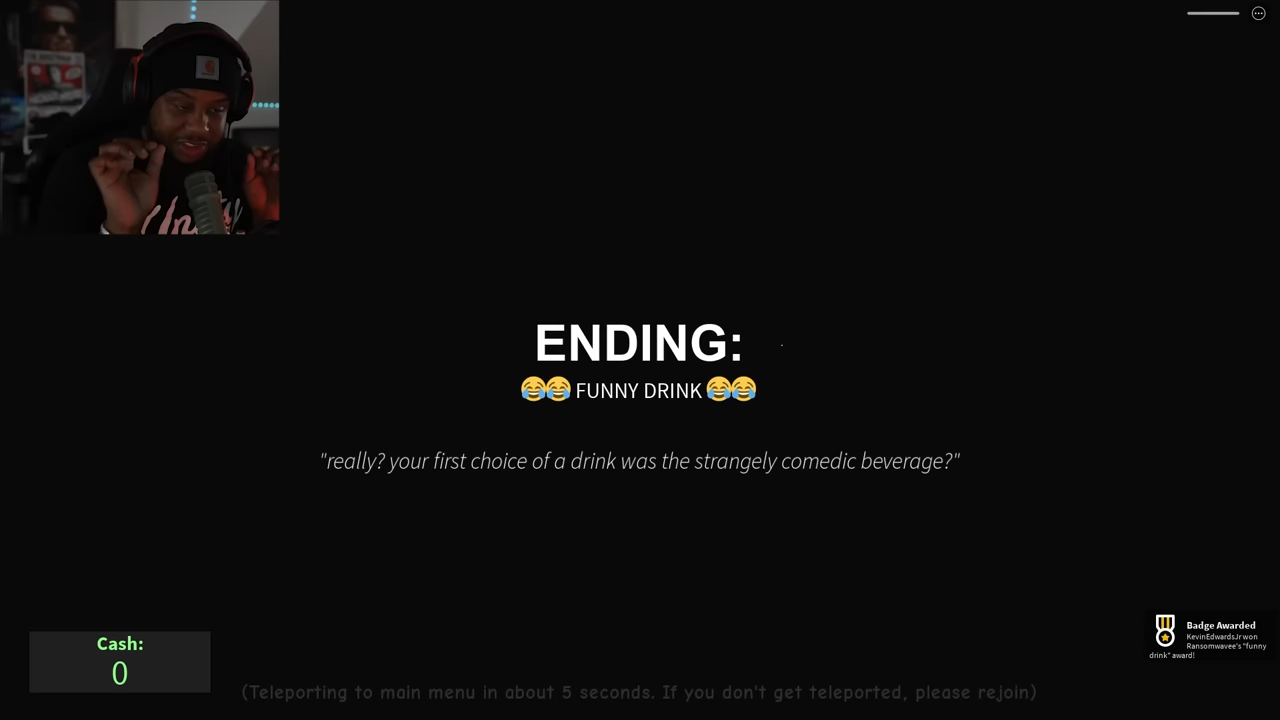 ENDING:
😂😂 FUNNY DRINK 😂😂
"really? your first choice of a drink was the strangely comedic beverage?"
Cash:
0
Badge Awarded
KevinEdwardsJr won
Ransomwavee's "funny
drink" award!
(Teleporting to main menu in about 5 seconds. If you don't get teleported, please rejoin)